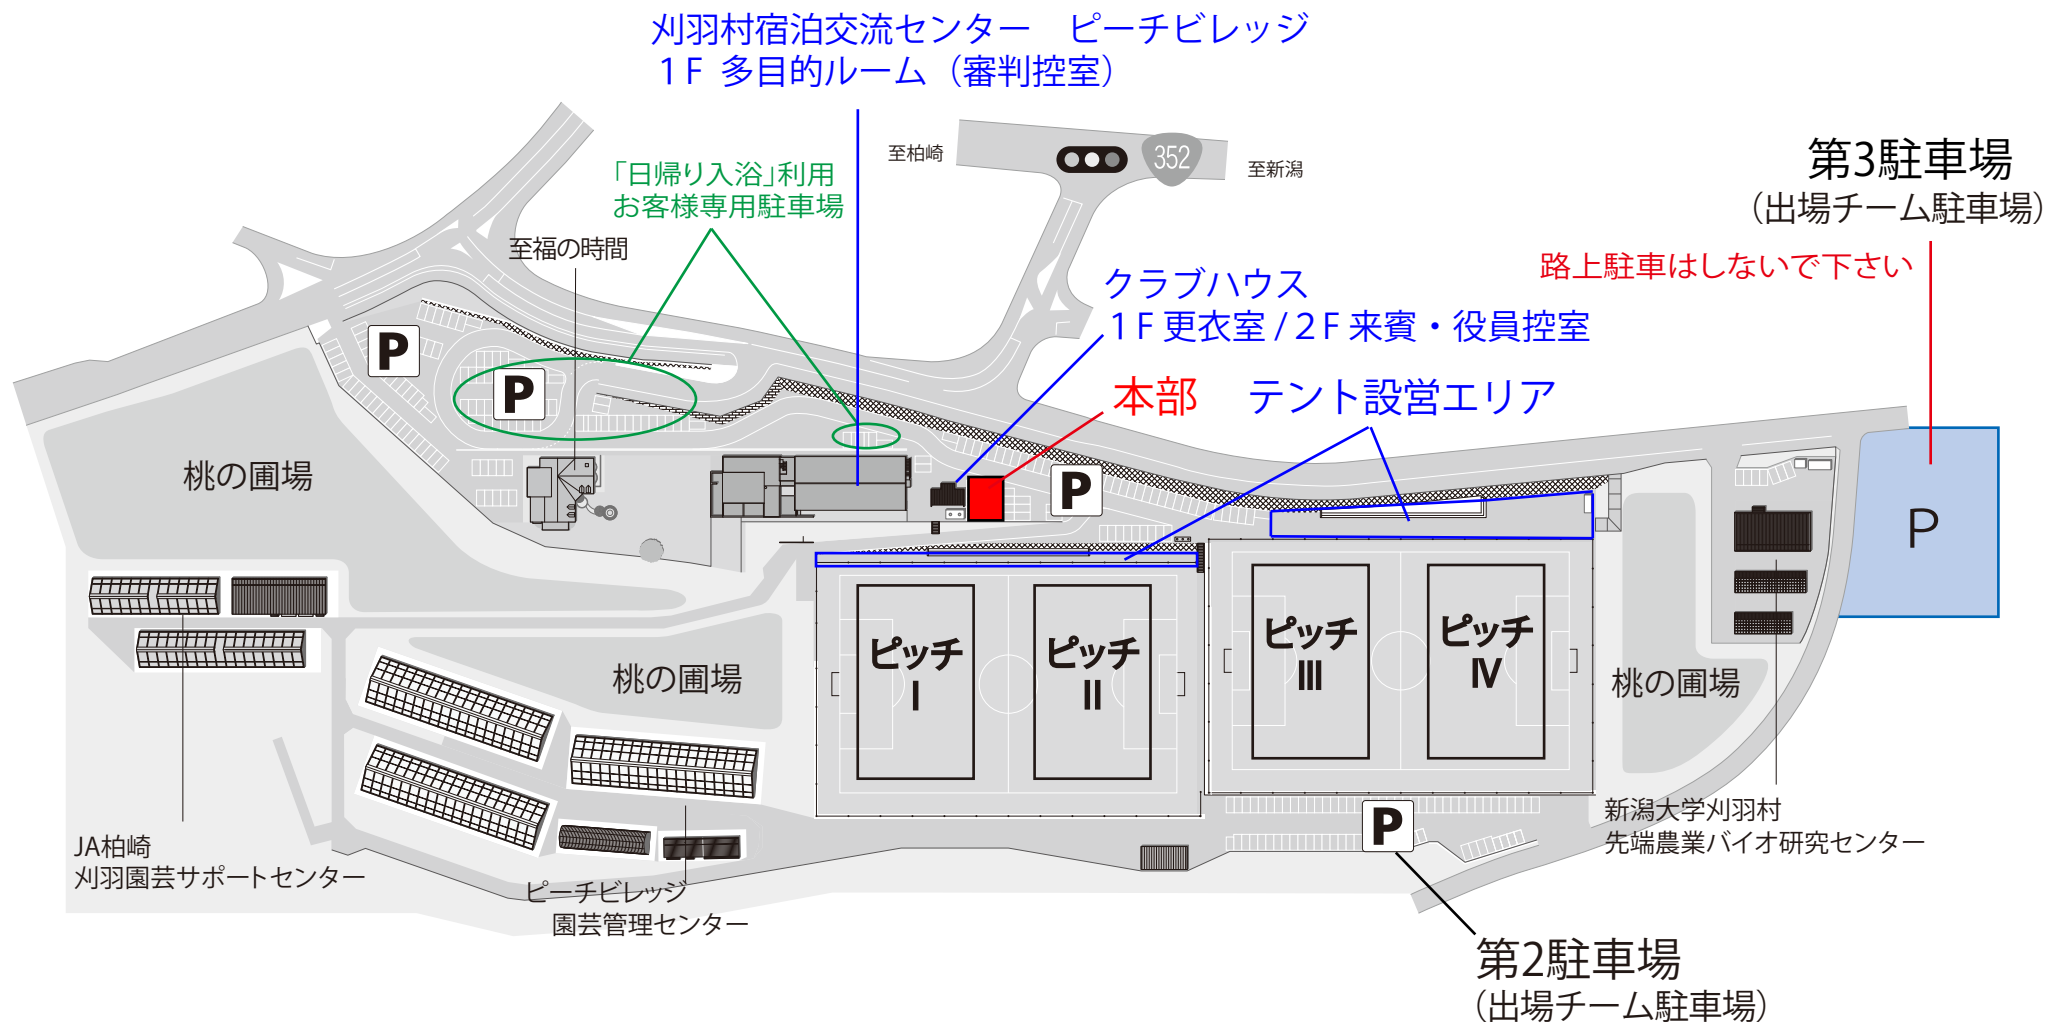 刈羽村宿泊交流センター　ピーチビレッジ
１F 多目的ルーム（審判控室）
至柏崎
352
至新潟
第3駐車場
（出場チーム駐車場）
「日帰り入浴」利用
お客様専用駐車場
至福の時間
路上駐車はしないで下さい
クラブハウス
１F 更衣室 / ２F 来賓・役員控室
P
P
本部
テント設営エリア
桃の圃場
P
P
ピッチ
I
ピッチ
II
ピッチ
III
ピッチ
IV
桃の圃場
桃の圃場
JA柏崎
刈羽園芸サポートセンター
ピーチビレッジ
園芸管理センター
P
新潟大学刈羽村
先端農業バイオ研究センター
第2駐車場
（出場チーム駐車場）